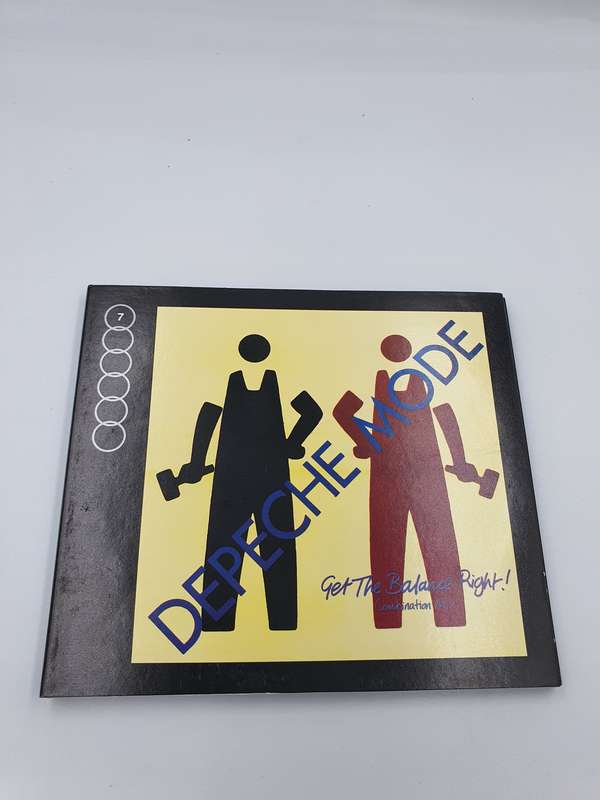 7
DEPECHE MODE
Get The Balance Right!